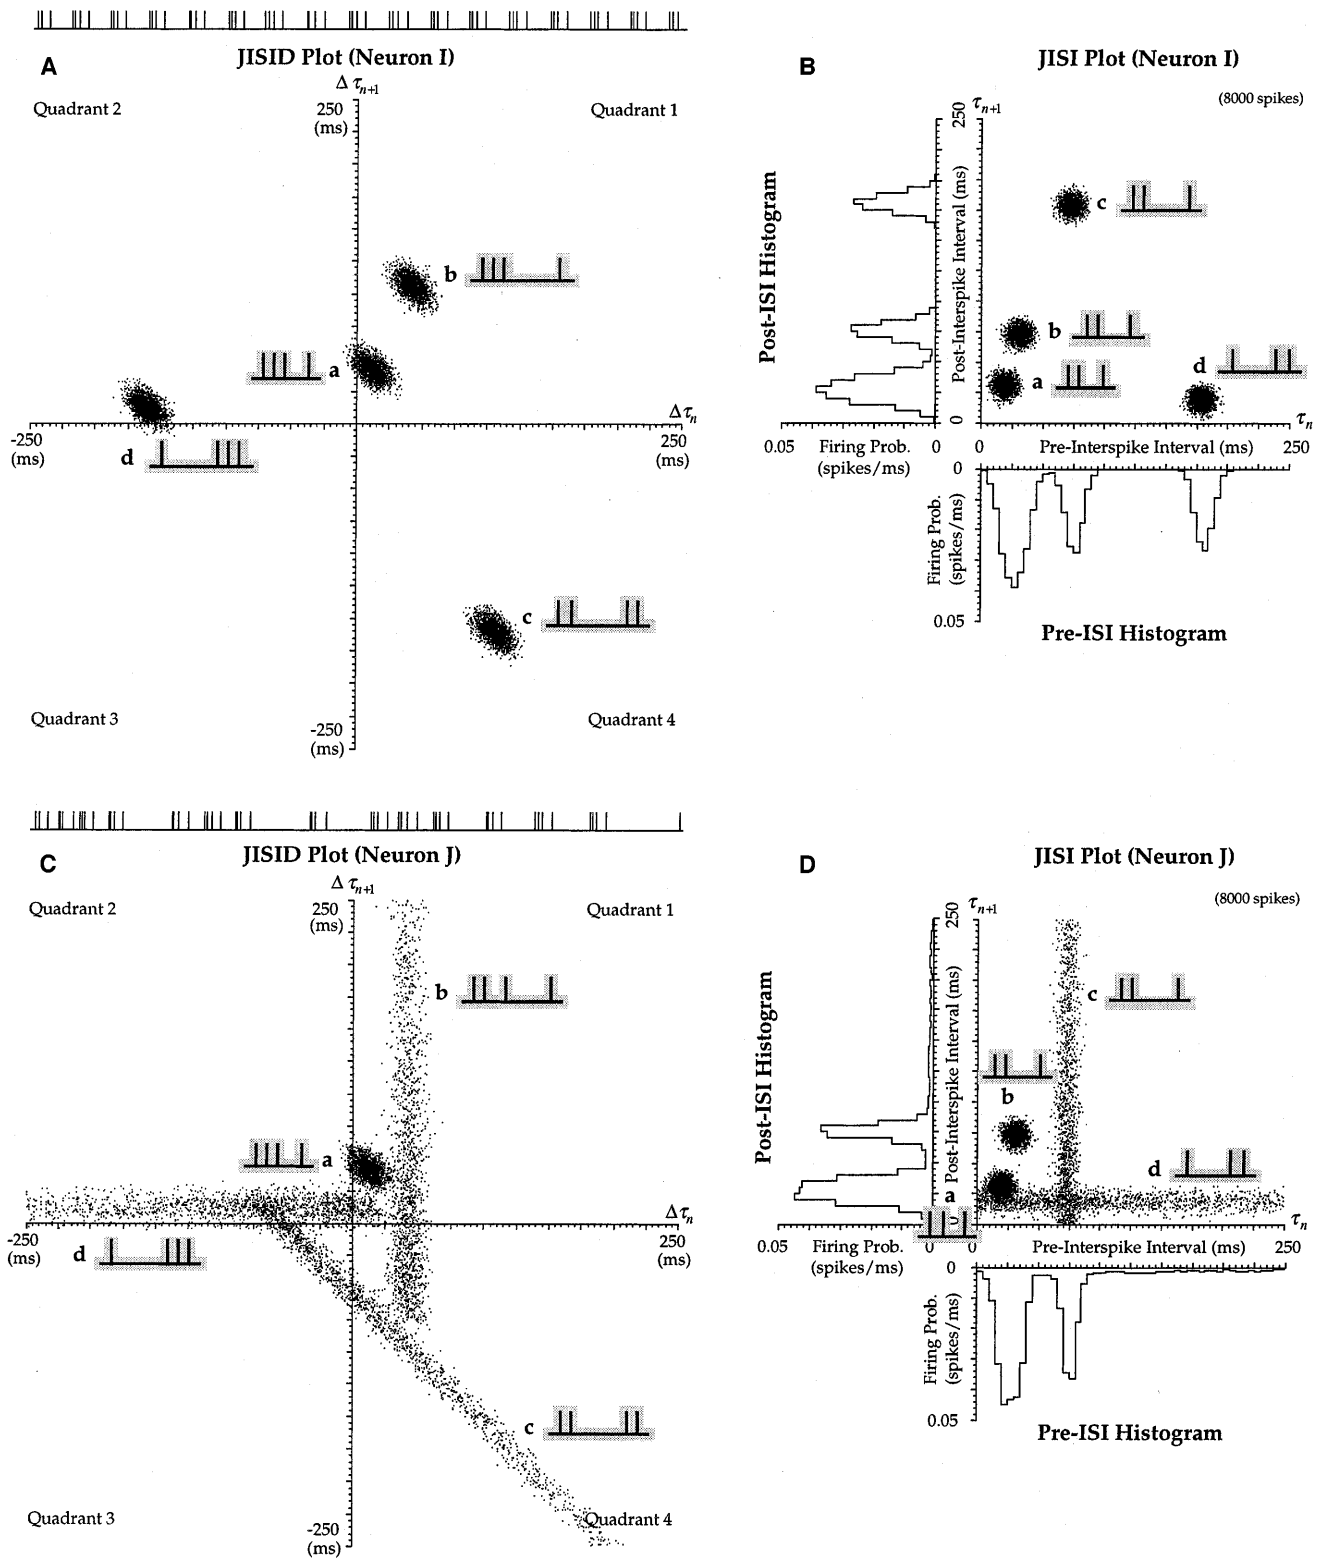 JISID Plot (Neuron I)
A
Δ τn+1
250
(ms)
Quadrant 2
Quadrant 1
b
a
Δτn
-250
(ms)
250
(ms)
d
c
Quadrant 3
Quadrant 4
-250
(ms)
B
JISI Plot (Neuron I)
(8000 spikes)
τn+1
250
Post-ISI Histogram
Post-Interspike Interval (ms)
0
c
b
d
a
τn
0.05
Firing Prob.
(spikes/ms)
0
0
Pre-Interspike Interval (ms)
250
0
Firing Prob.
(spikes/ms)
0.05
Pre-ISI Histogram
C
JISID Plot (Neuron J)
Δ τn+1
250
(ms)
Quadrant 2
Quadrant 1
b
a
Δτn
-250
(ms)
250
(ms)
d
c
Quadrant 3
Quadrant 4
-250
(ms)
D
JISI Plot (Neuron J)
(8000 spikes)
τn+1
250
Post-ISI Histogram
Post-Interspike Interval (ms)
0
c
b
d
a
τn
0.05
Firing Prob.
(spikes/ms)
0
0
Pre-Interspike Interval (ms)
250
0
Firing Prob.
(spikes/ms)
0.05
Pre-ISI Histogram